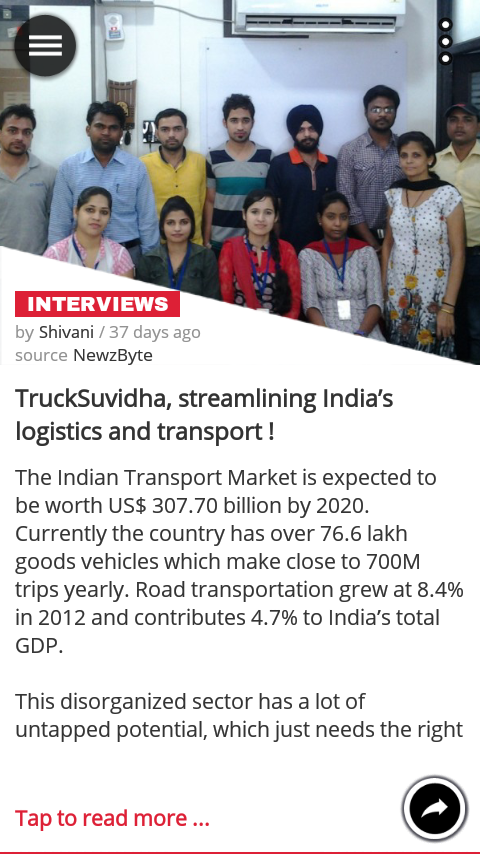 INTERVIEWS
by Shivani / 37 days ago
source NewzByte
TruckSuvidha, streamlining India’s
logistics and transport !
The Indian Transport Market is expected to
be worth US$ 307.70 billion by 2020.
Currently the country has over 76.6 lakh
goods vehicles which make close to 700M
trips yearly. Road transportation grew at 8.4%
in 2012 and contributes 4.7% to India’s total
GDP.
This disorganized sector has a lot of
untapped potential, which just needs the right
Tap to read more ...